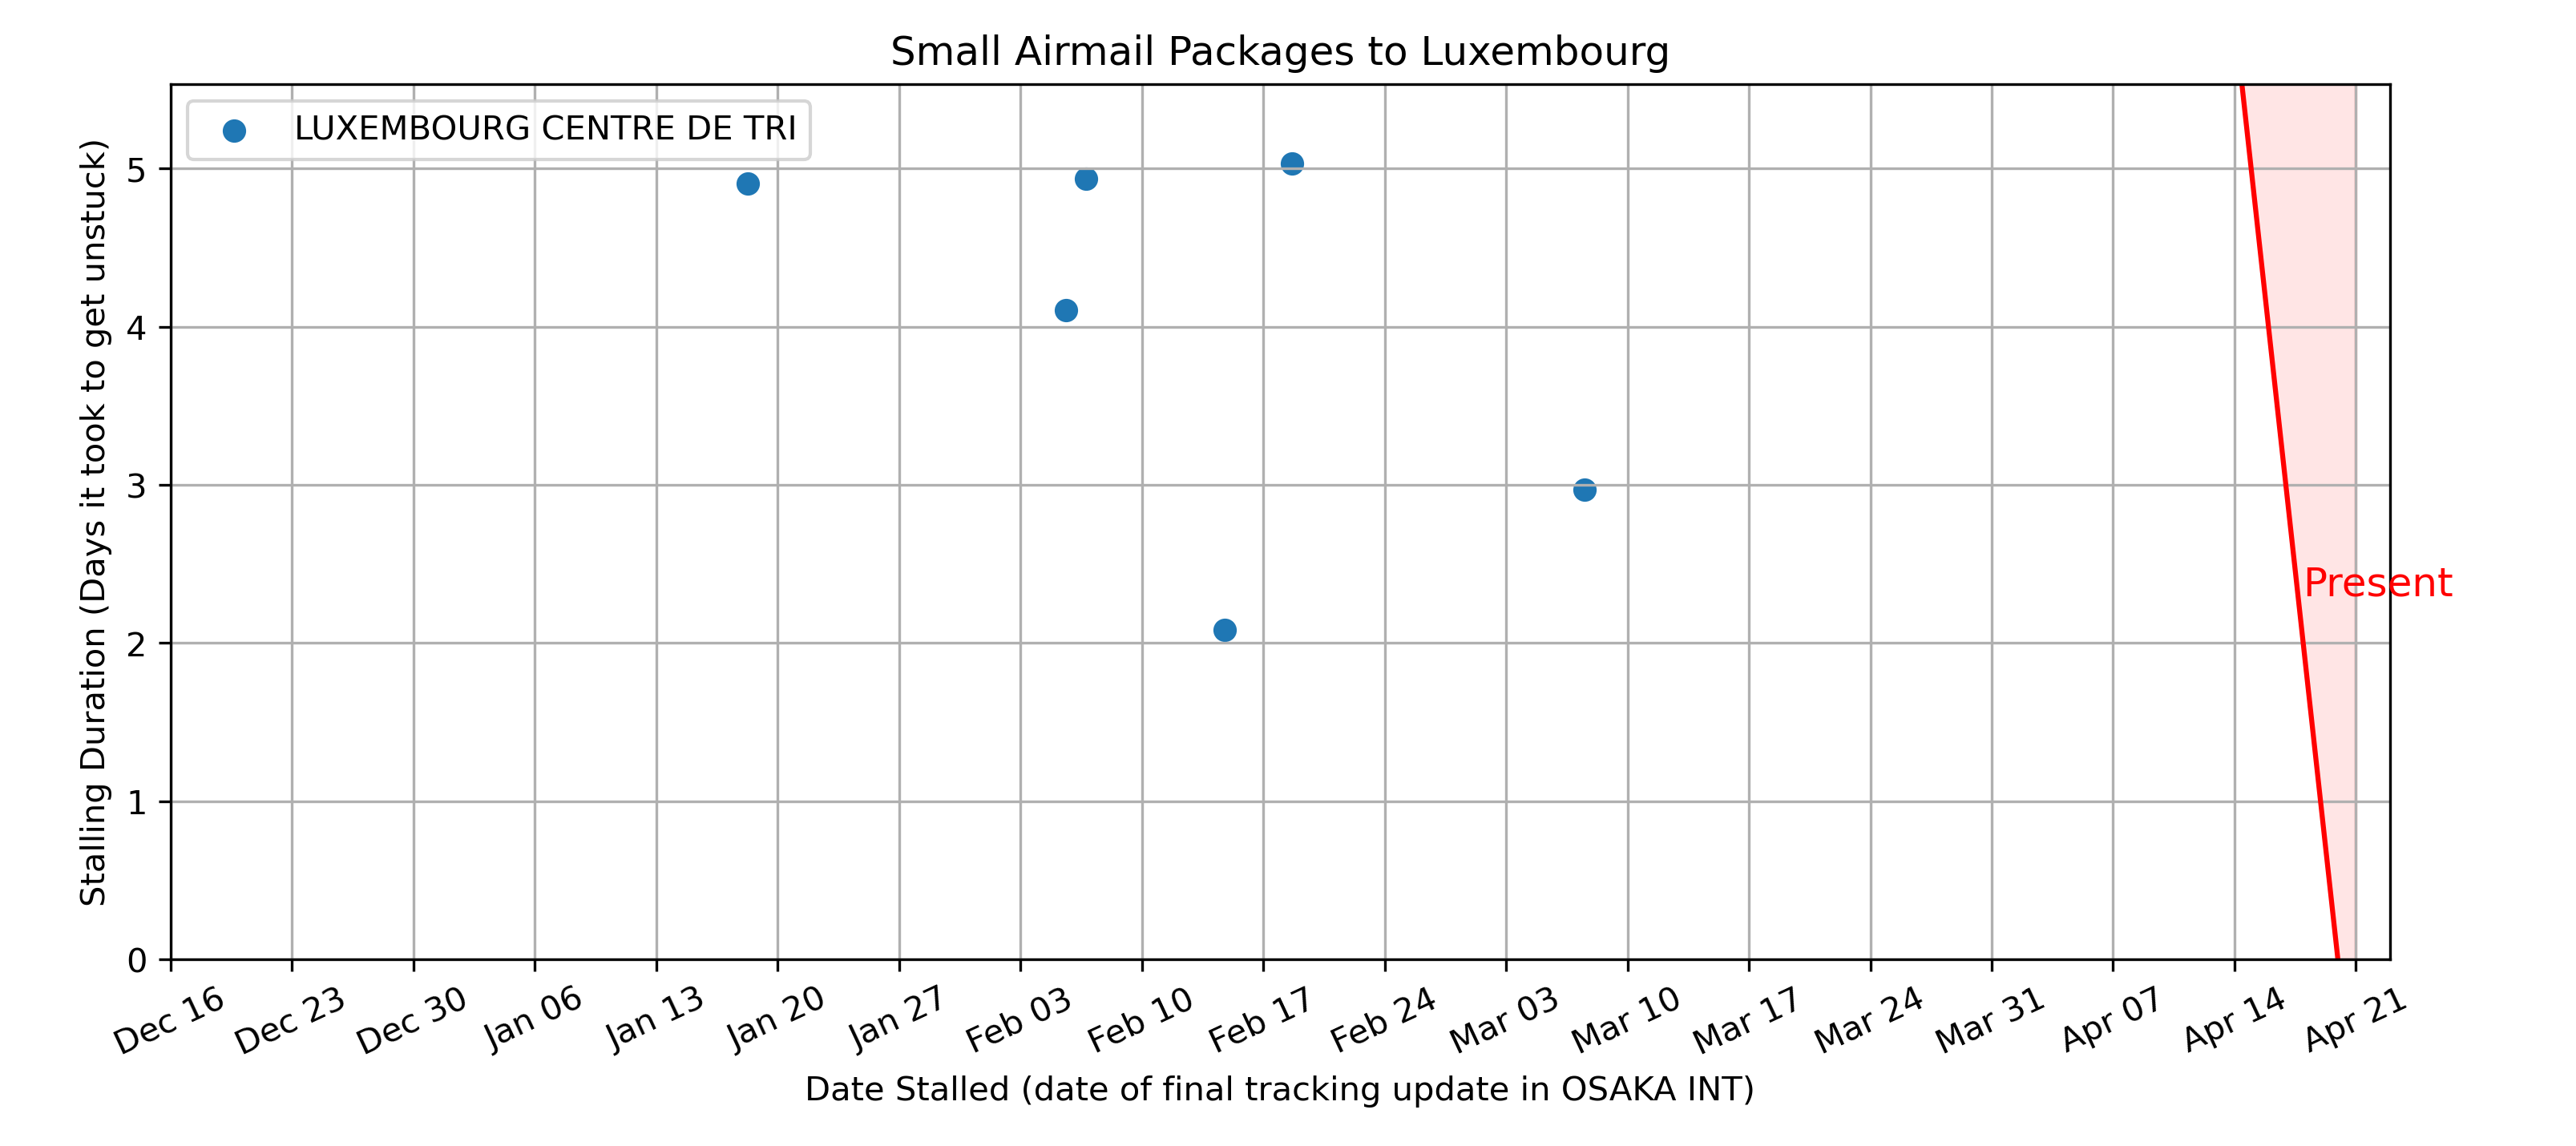 Small Airmail Packages to Luxembourg
LUXEMBOURG CENTRE DE TRI
Stalling Duration (Days it took to get unstuck)
5
4
3
2
1
0
Present
Dec 16
Dec 23
Dec 30
Jan 06
Jan 13
Jan 20
Jan 27
Feb 03
Feb 10
Feb 17
Feb 24
Mar 03
Mar 10
Mar 17
Mar 24
Mar 31
Apr 07
Apr 14
Apr 21
Date Stalled (date of final tracking update in OSAKA INT)